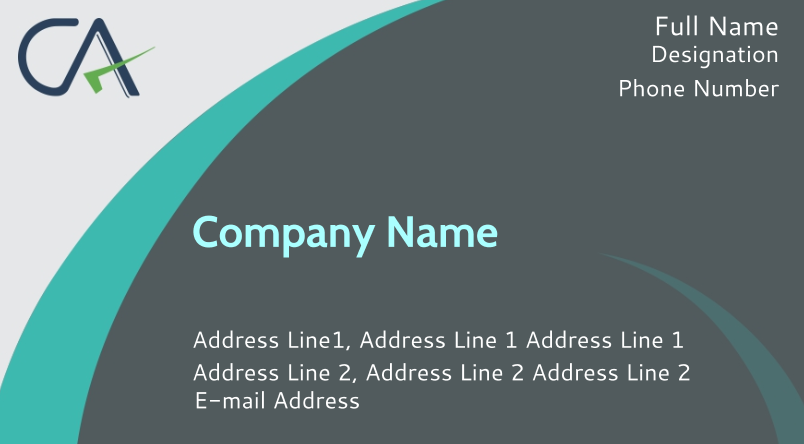 CA
Full Name
Designation
Phone Number
Company Name
Address Line1, Address Line 1 Address Line 1
Address Line 2, Address Line 2 Address Line 2
E-mail Address